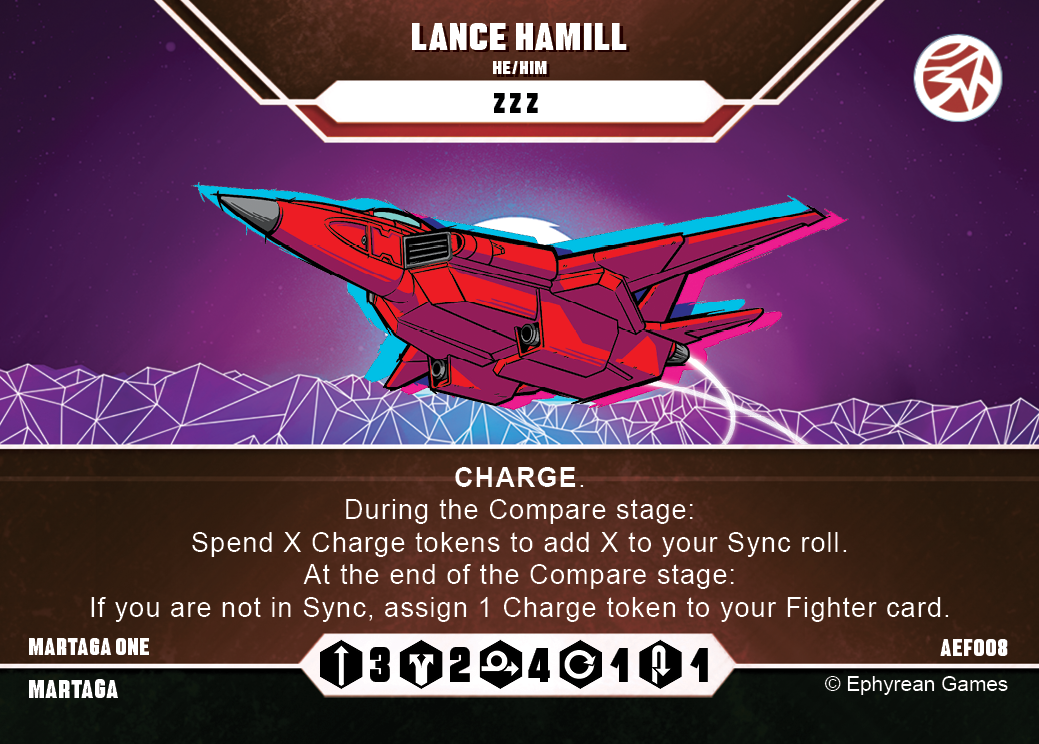 LANCE HAMILL
HE/HIM
ZZZ
CHARGE.
During the Compare stage:
Spend X Charge tokens to add X to your Sync roll.
At the end of the Compare stage:
If you are not in Sync, assign 1 Charge token to your Fighter card.
MARTAGA ONE
AEF008
3 2 4 1 1
MARTAGA
© Ephyrean Games